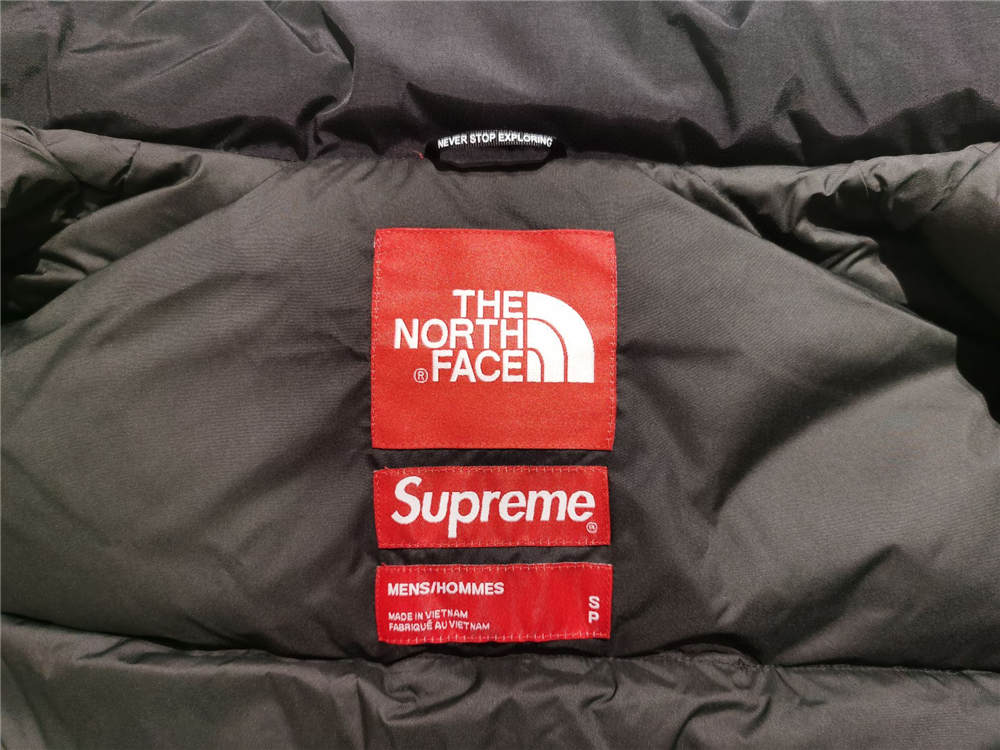 NEVER STOP EXPLORING
THE
NORTH
® FACE
Supreme
®
MENS/HOMMES
S
P
MADE IN VIETNAM
FABRIQUÉ AU VIETNAM